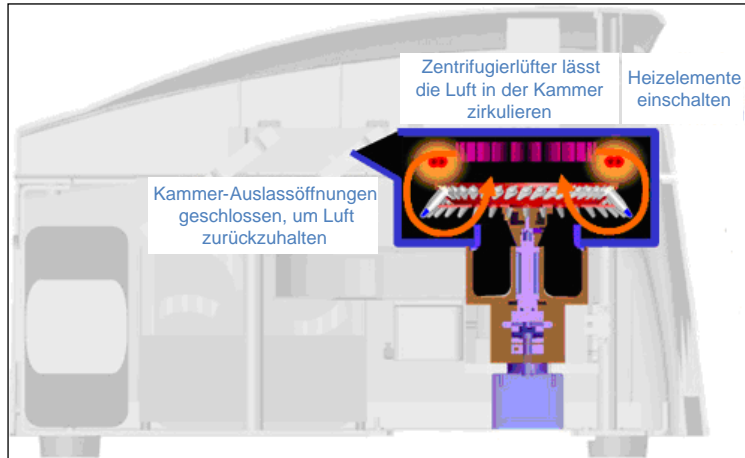 Zentrifugierlüfter lässt
die Luft in der Kammer
zirkulieren
Heizelemente
einschalten
Kammer-Auslassöffnungen
geschlossen, um Luft
zurückzuhalten